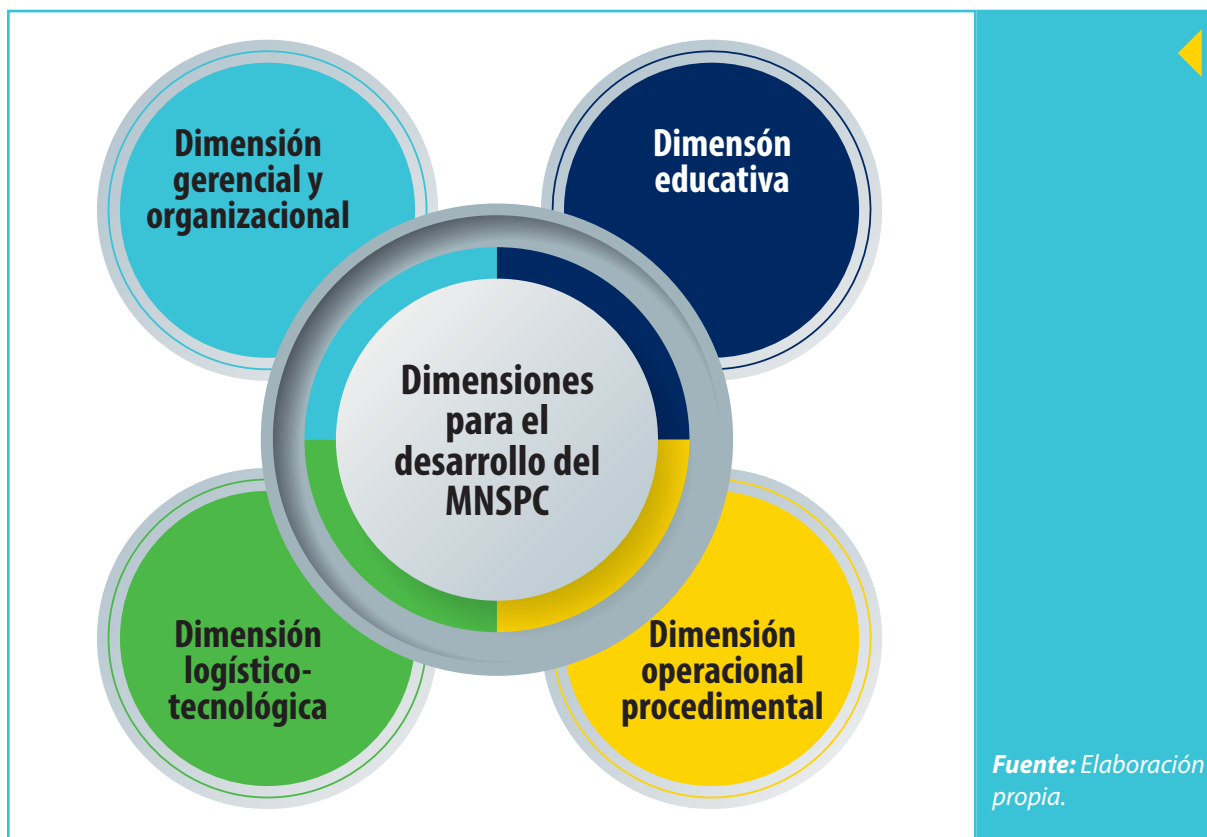 Dimensión
gerencial y
organizacional
Dimensón
educativa
Dimensiones
para el
desarrollo del
MNSPC
Dimensión
logístico-
tecnológica
Dimensión
operacional
procedimental
Fuente: Elaboración
propia.